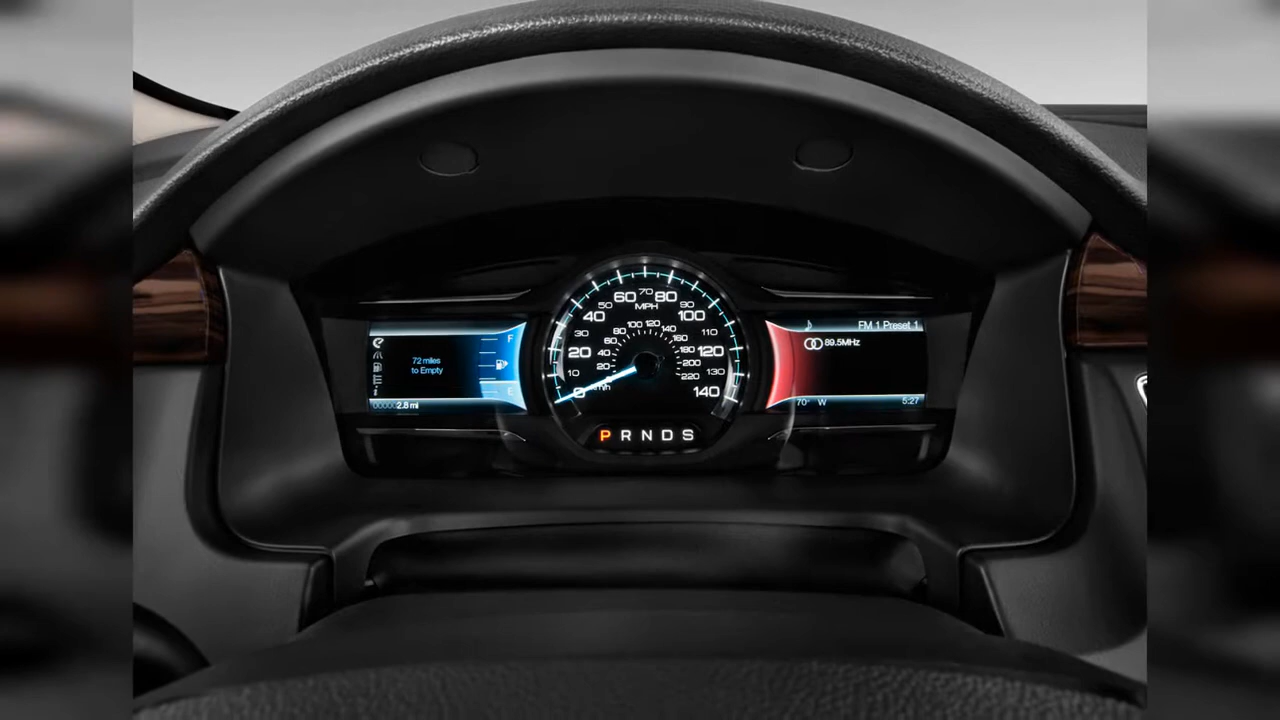 F
72 miles
to Empty
E
000002.8 mi
0 10 20 30 40 50 60 70 80 90 100 110 120 130 140
MPH
20 40 60 80 100 120 140 160 180 200 220
km/h
P R N D S
FM 1 Preset 1
89.5MHz
70° W 5:27